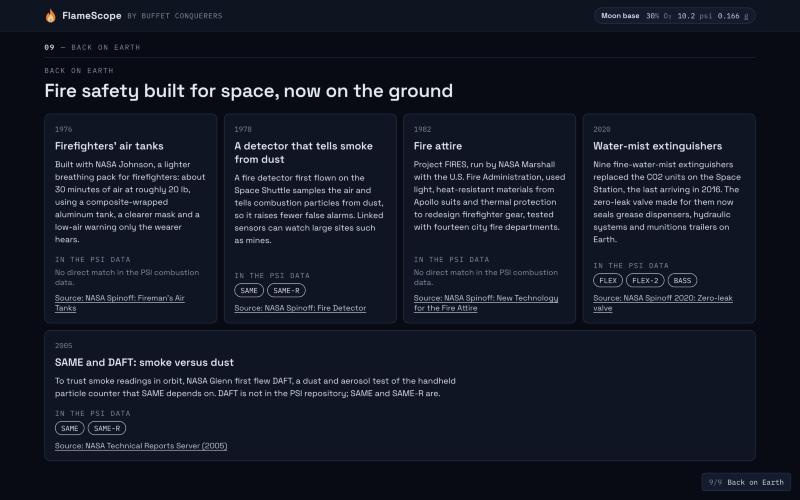 FlameScope BY BUFFET CONQUERERS
Moon base 30% O₂ 10.2 psi 0.166 g
09 — BACK ON EARTH
BACK ON EARTH
Fire safety built for space, now on the ground
1976
Firefighters' air tanks
Built with NASA Johnson, a lighter
breathing pack for firefighters: about
30 minutes of air at roughly 20 lb,
using a composite-wrapped
aluminum tank, a clearer mask and a
low-air warning only the wearer
hears.
IN THE PSI DATA
No direct match in the PSI combustion
data.
Source: NASA Spinoff: Fireman's Air
Tanks
1978
A detector that tells smoke
from dust
A fire detector first flown on the
Space Shuttle samples the air and
tells combustion particles from dust,
so it raises fewer false alarms. Linked
sensors can watch large sites such
as mines.
IN THE PSI DATA
SAME SAME-R
Source: NASA Spinoff: Fire Detector
1982
Fire attire
Project FIRES, run by NASA Marshall
with the U.S. Fire Administration, used
light, heat-resistant materials from
Apollo suits and thermal protection
to redesign firefighter gear, tested
with fourteen city fire departments.
IN THE PSI DATA
No direct match in the PSI combustion
data.
Source: NASA Spinoff: New Technology
for the Fire Attire
2020
Water-mist extinguishers
Nine fine-water-mist extinguishers
replaced the CO2 units on the Space
Station, the last arriving in 2016. The
zero-leak valve made for them now
seals grease dispensers, hydraulic
systems and munitions trailers on
Earth.
IN THE PSI DATA
FLEX FLEX-2 BASS
Source: NASA Spinoff 2020: Zero-leak
valve
2005
SAME and DAFT: smoke versus dust
To trust smoke readings in orbit, NASA Glenn first flew DAFT, a dust and aerosol test of the handheld
particle counter that SAME depends on. DAFT is not in the PSI repository; SAME and SAME-R are.
IN THE PSI DATA
SAME SAME-R
Source: NASA Technical Reports Server (2005)
9/9 Back on Earth